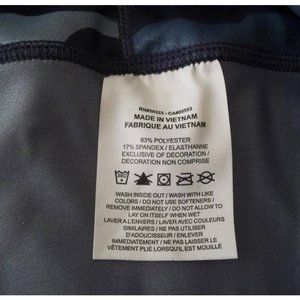 MADE IN VIETNAM
FABRIQUE AU VIETNAM
83% POLYESTER
17% SPANDEX / ELASTHANNE
EXCLUSIVE OF DECORATION /
DECORATION NON COMPRISE
WASH INSIDE OUT / WASH WITH LIKE
COLORS / DO NOT USE SOFTENERS /
REMOVE IMMEDIATELY / DO NOT ALLOW TO
LAY ON ITSELF WHEN WET
LAVER A L'ENVERS / LAVER AVEC COULEURS
SIMILAIRES / NE PAS UTILISER
D'ADOUCISSEUR / ENLEVER
IMMÉDIATEMENT / NE PAS LAISSER LE
VÊTEMENT PLIÉ LORSQU'IL EST HUMIDE